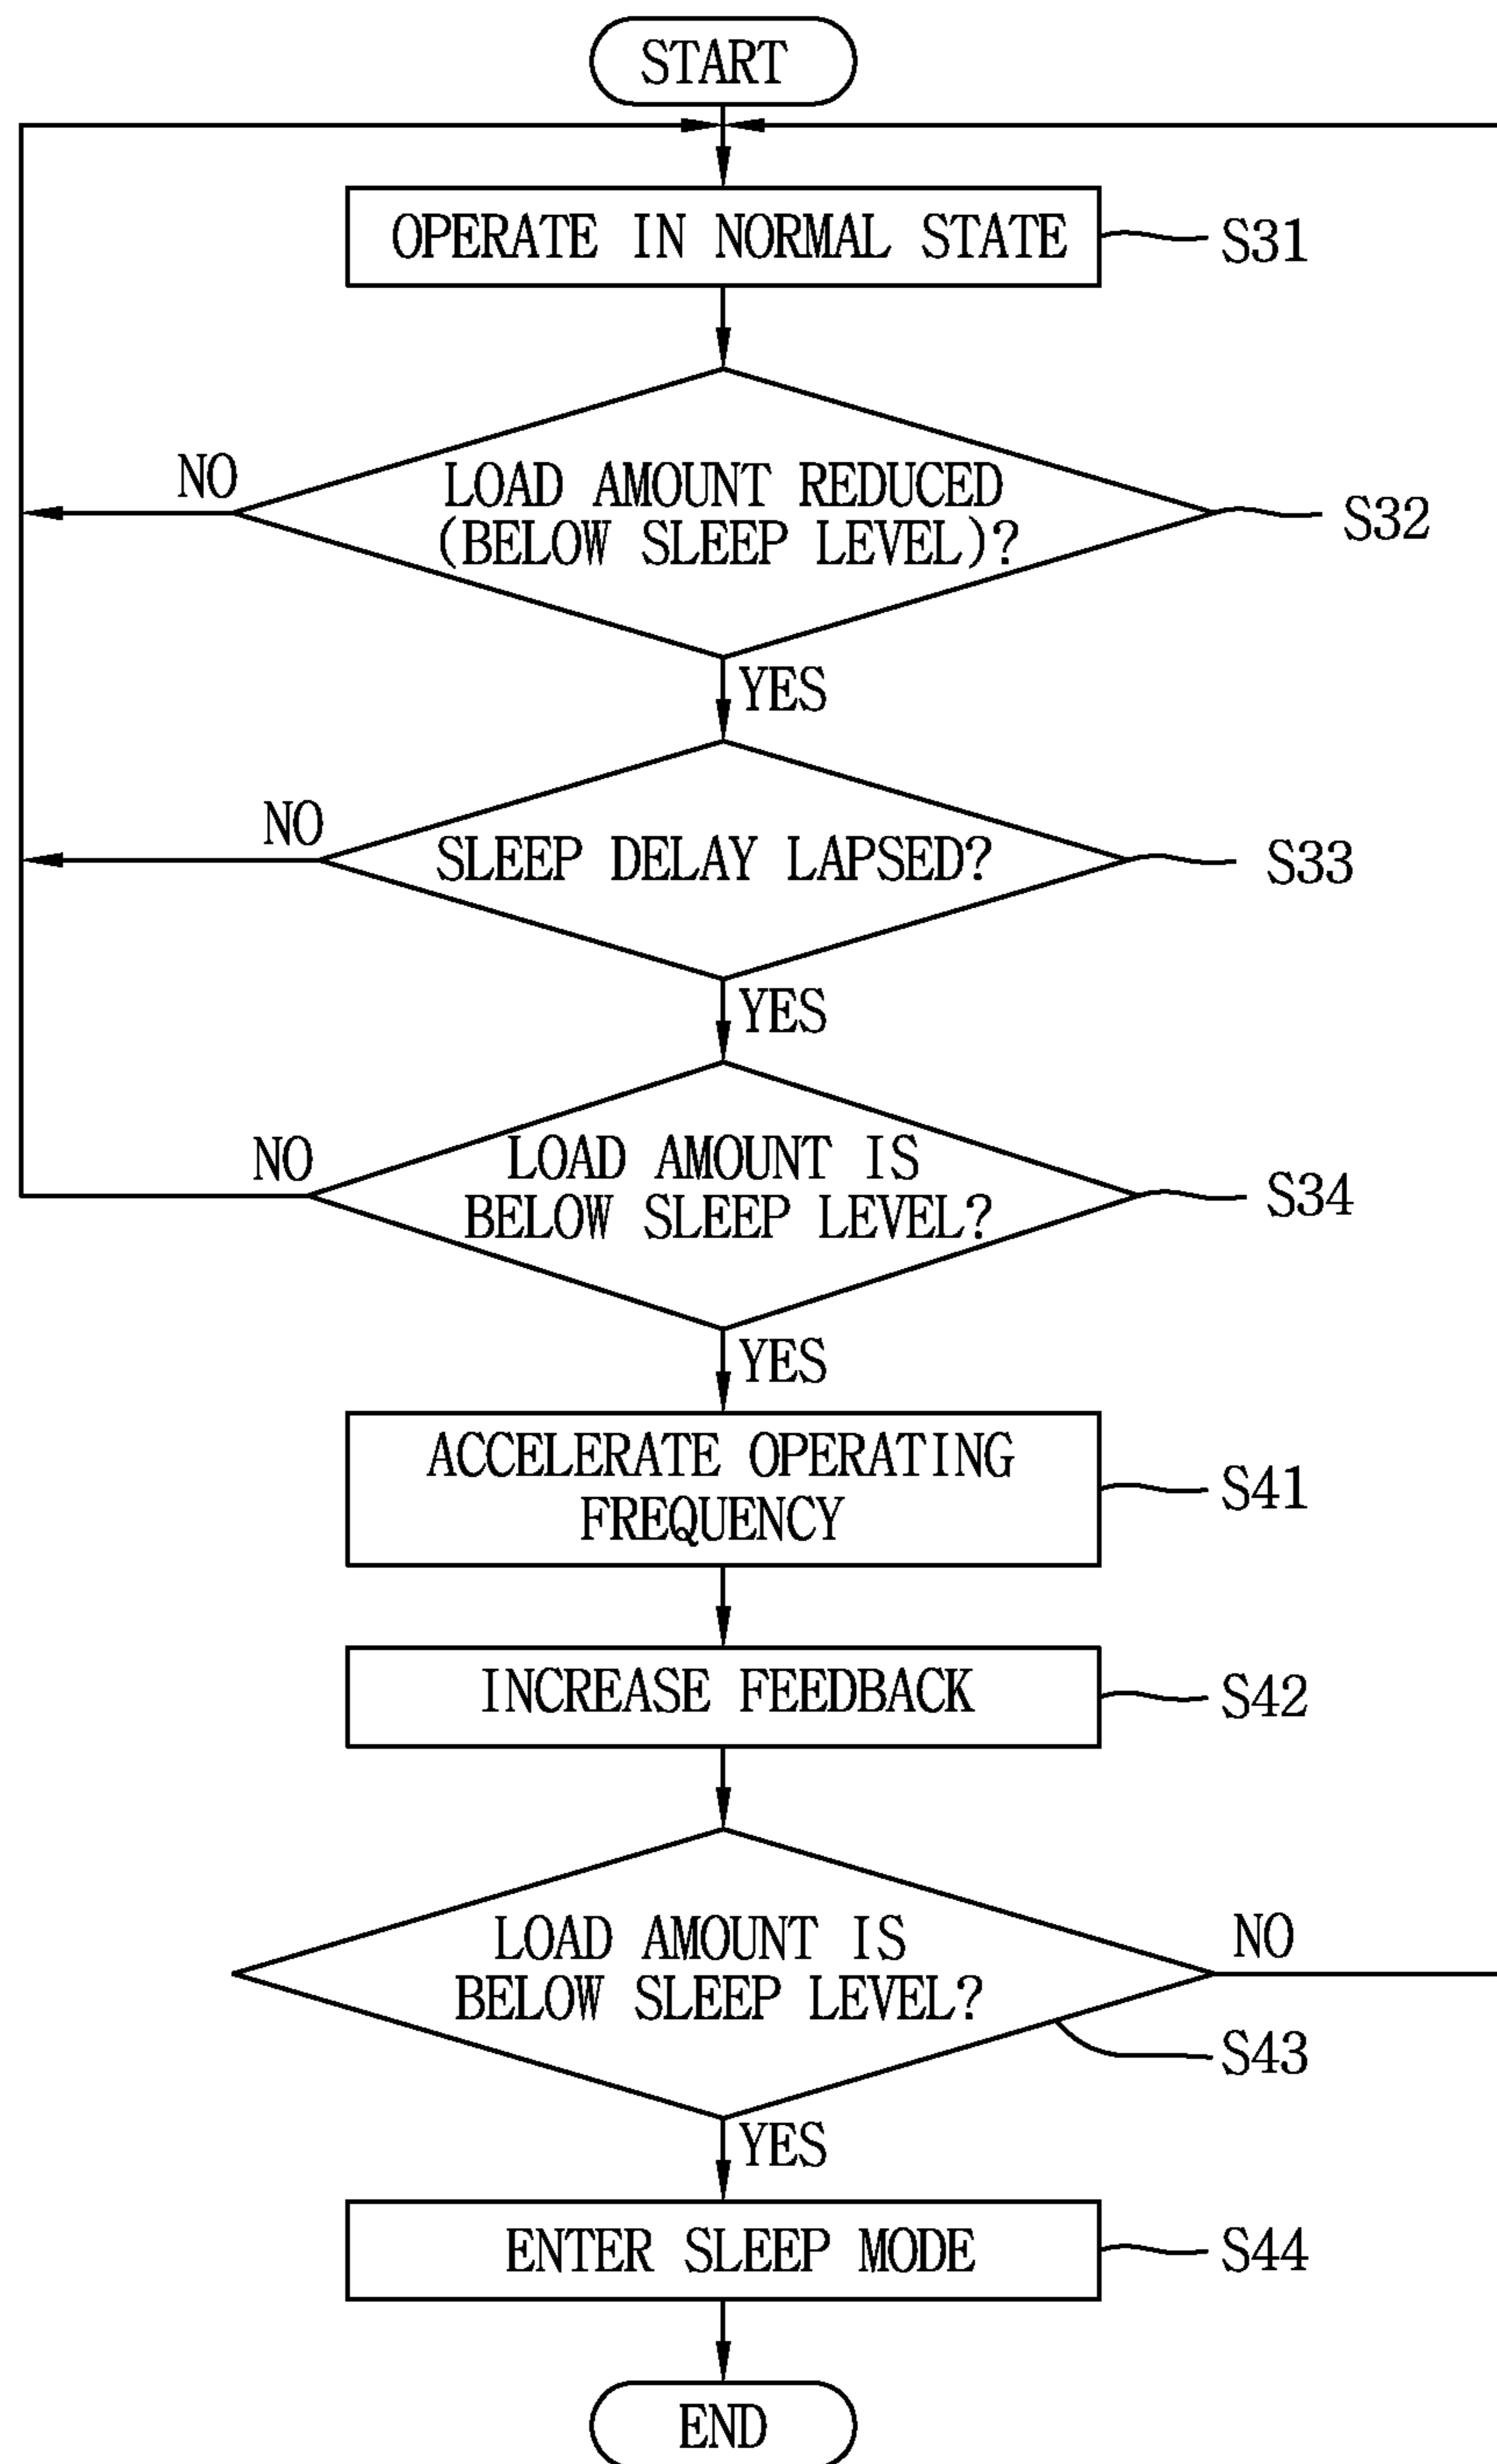 START
OPERATE IN NORMAL STATE
S31
NO
LOAD AMOUNT REDUCED
(BELOW SLEEP LEVEL)?
S32
YES
NO
SLEEP DELAY LAPSED?
S33
YES
NO
LOAD AMOUNT IS
BELOW SLEEP LEVEL?
S34
YES
ACCELERATE OPERATING
FREQUENCY
S41
INCREASE FEEDBACK
S42
LOAD AMOUNT IS
BELOW SLEEP LEVEL?
NO
S43
YES
ENTER SLEEP MODE
S44
END